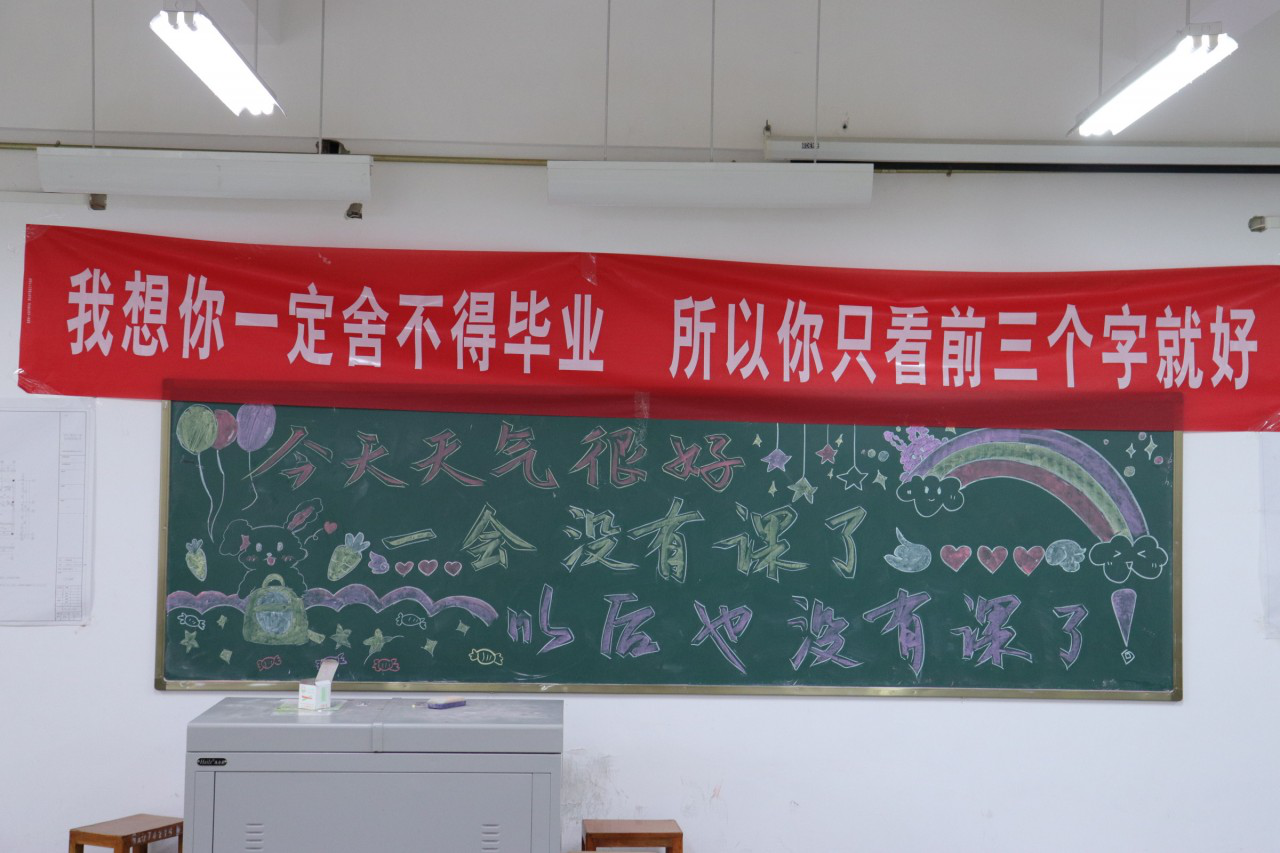 我想你一定舍不得毕业 所以你只看前三个字就好
今天天气很好
一会没有课了
以后也没有课了!